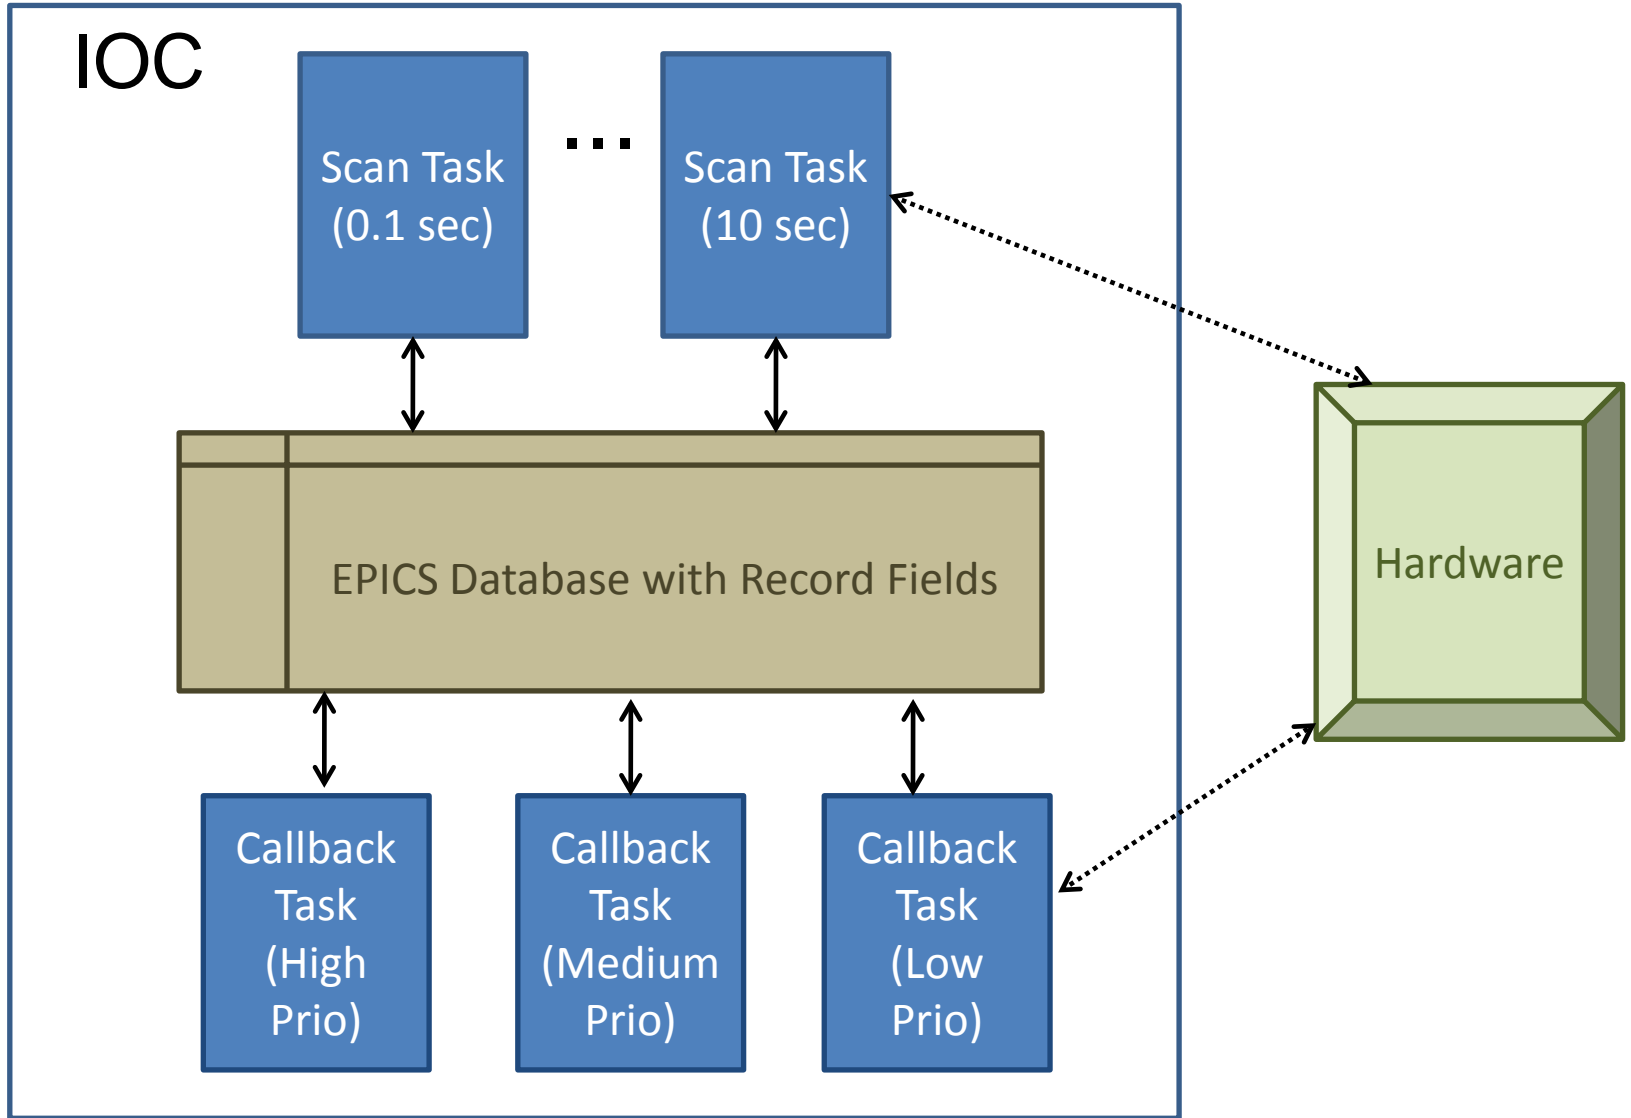 IOC
Scan Task
(0.1 sec)
...
Scan Task
(10 sec)
EPICS Database with Record Fields
Hardware
Callback
Task
(High
Prio)
Callback
Task
(Medium
Prio)
Callback
Task
(Low
Prio)